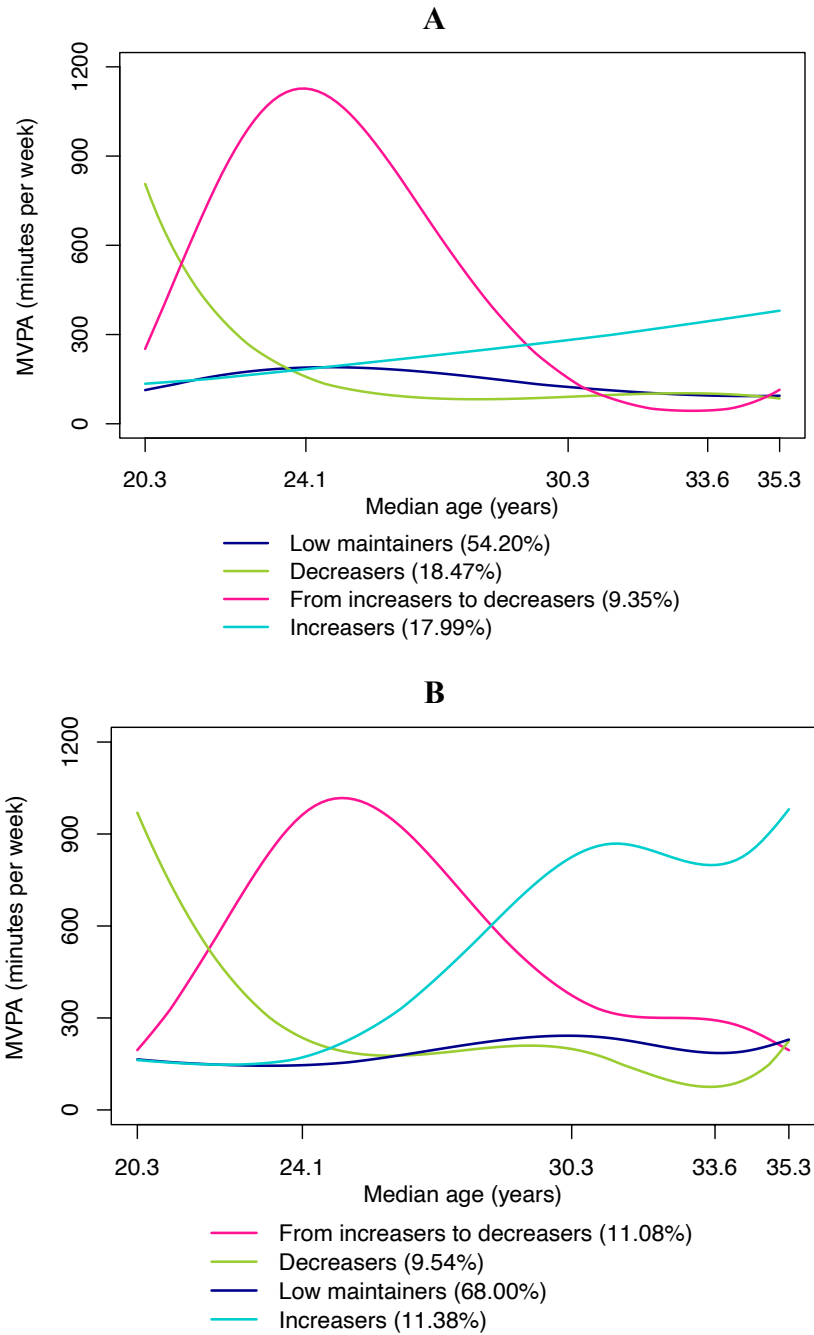 A
MVPA (minutes per week)
1200
900
600
300
0
20.3 24.1 30.3 33.6 35.3
Median age (years)
Low maintainers (54.20%)
Decreasers (18.47%)
From increasers to decreasers (9.35%)
Increasers (17.99%)
B
MVPA (minutes per week)
1200
900
600
300
0
20.3 24.1 30.3 33.6 35.3
Median age (years)
From increasers to decreasers (11.08%)
Decreasers (9.54%)
Low maintainers (68.00%)
Increasers (11.38%)